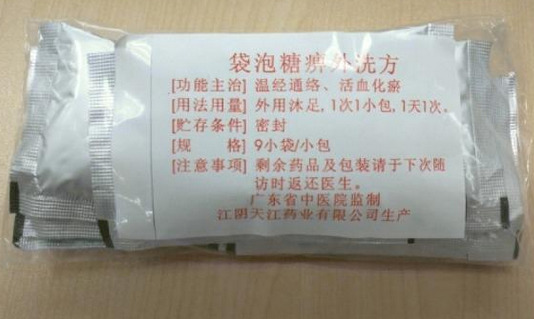 袋泡糖痹外洗方
[功能主治] 温经通络、活血化瘀
[用法用量] 外用沐足, 1次1小包, 1天1次。
[贮存条件] 密封
[规　　格] 9小袋/小包
[注意事项] 剩余药品及包装请于下次随
访时返还医生。
广东省中医院监制
江阴天江药业有限公司生产